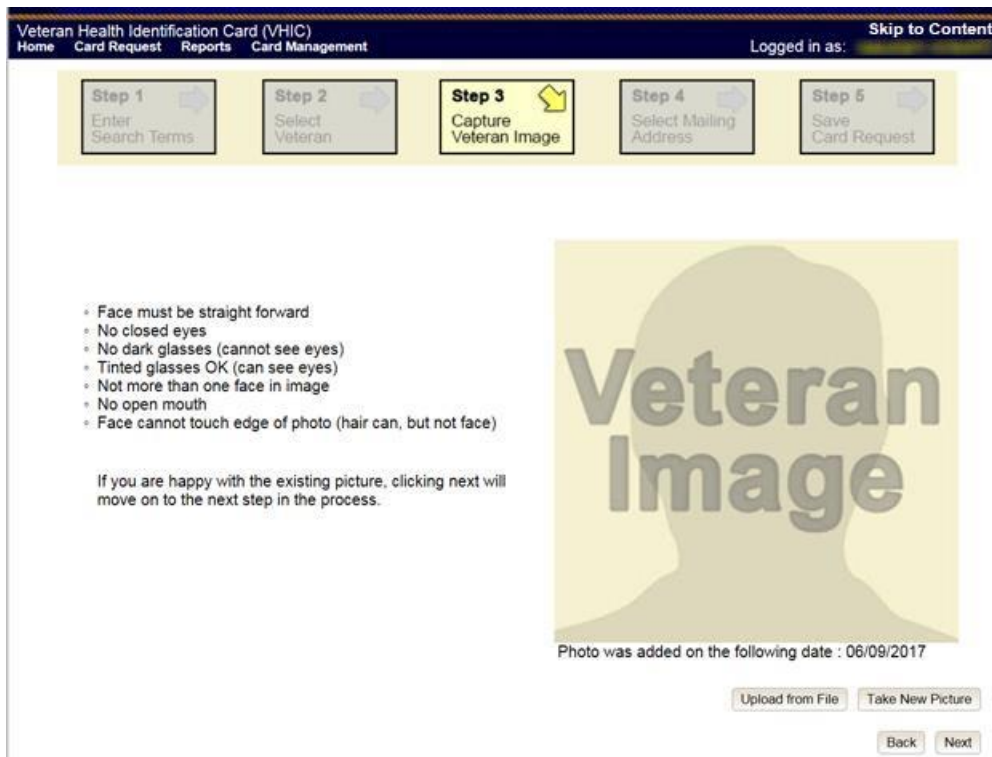 Veteran Health Identification Card (VHIC)
Skip to Content
Home Card Request Reports Card Management
Logged in as:
Step 1
Enter
Search Terms
Step 2
Select
Veteran
Step 3
Capture
Veteran Image
Step 4
Select Mailing
Address
Step 5
Save
Card Request
Face must be straight forward
No closed eyes
No dark glasses (cannot see eyes)
Tinted glasses OK (can see eyes)
Not more than one face in image
No open mouth
Face cannot touch edge of photo (hair can, but not face)
If you are happy with the existing picture, clicking next will
move on to the next step in the process.
Veteran
Image
Photo was added on the following date : 06/09/2017
Upload from File Take New Picture
Back Next